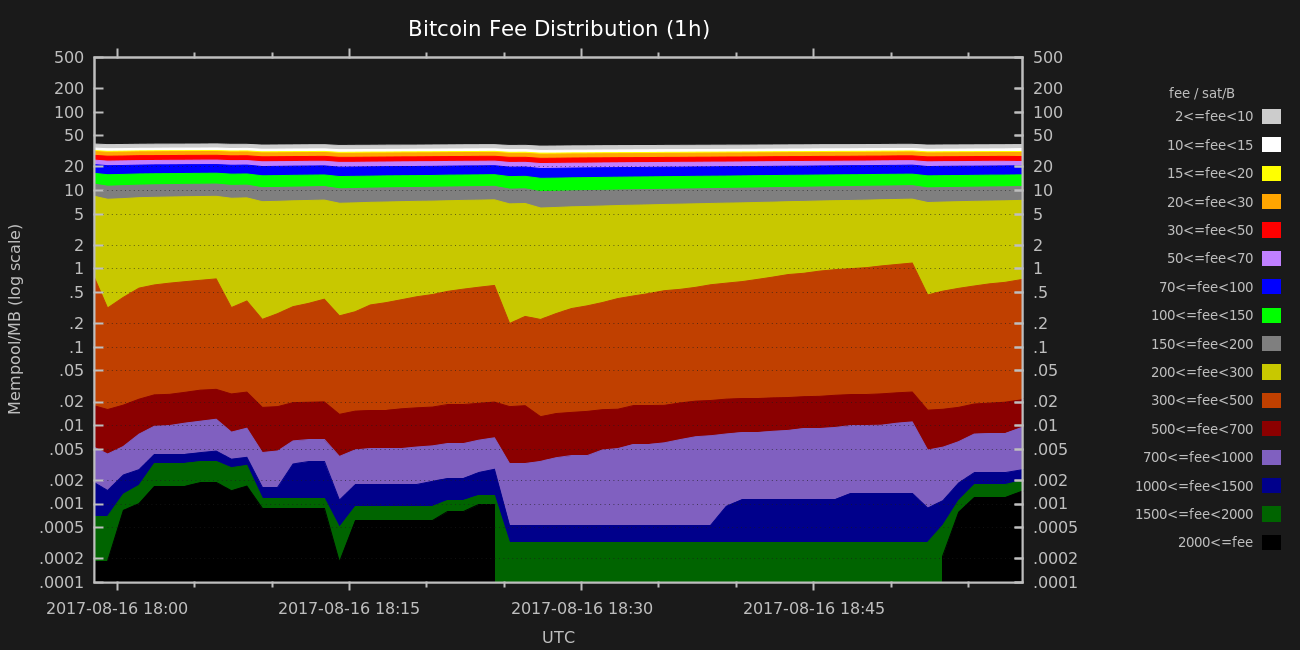 Bitcoin Fee Distribution (1h)
500
200
100
50
20
10
5
2
1
.5
.2
.1
.05
.02
.01
.005
.002
.001
.0005
.0002
.0001
Mempool/MB (log scale)
500
200
100
50
20
10
5
2
1
.5
.2
.1
.05
.02
.01
.005
.002
.001
.0005
.0002
.0001
fee / sat/B
2<=fee<10
10<=fee<15
15<=fee<20
20<=fee<30
30<=fee<50
50<=fee<70
70<=fee<100
100<=fee<150
150<=fee<200
200<=fee<300
300<=fee<500
500<=fee<700
700<=fee<1000
1000<=fee<1500
1500<=fee<2000
2000<=fee
2017-08-16 18:00 2017-08-16 18:15 2017-08-16 18:30 2017-08-16 18:45
UTC